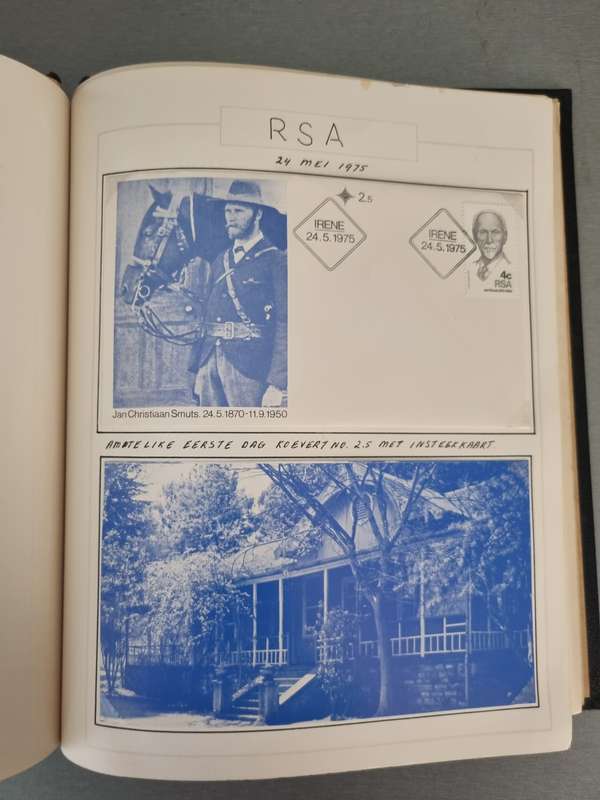 RSA
24 MEI 1975
2.5
IRENE
24.5.1975
IRENE
24.5.1975
4c
RSA
Jan Christiaan Smuts. 24.5.1870-11.9.1950
AMPTELIKE EERSTE DAG KOEVERT NO. 2.5 MET INSTEEKKAART